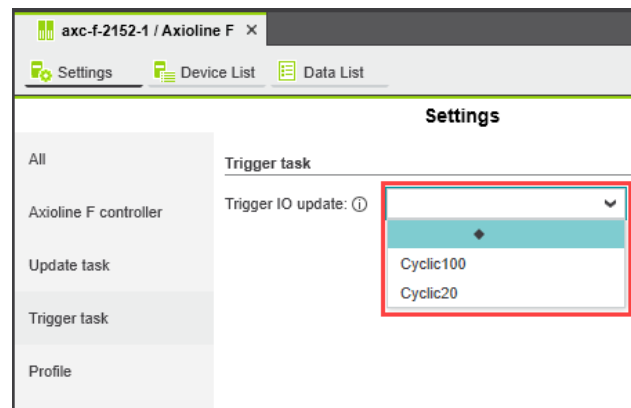 axc-f-2152-1 / Axioline F
Settings
Device List
Data List
Settings
All
Axioline F controller
Update task
Trigger task
Profile
Trigger task
Trigger IO update:
Cyclic100
Cyclic20